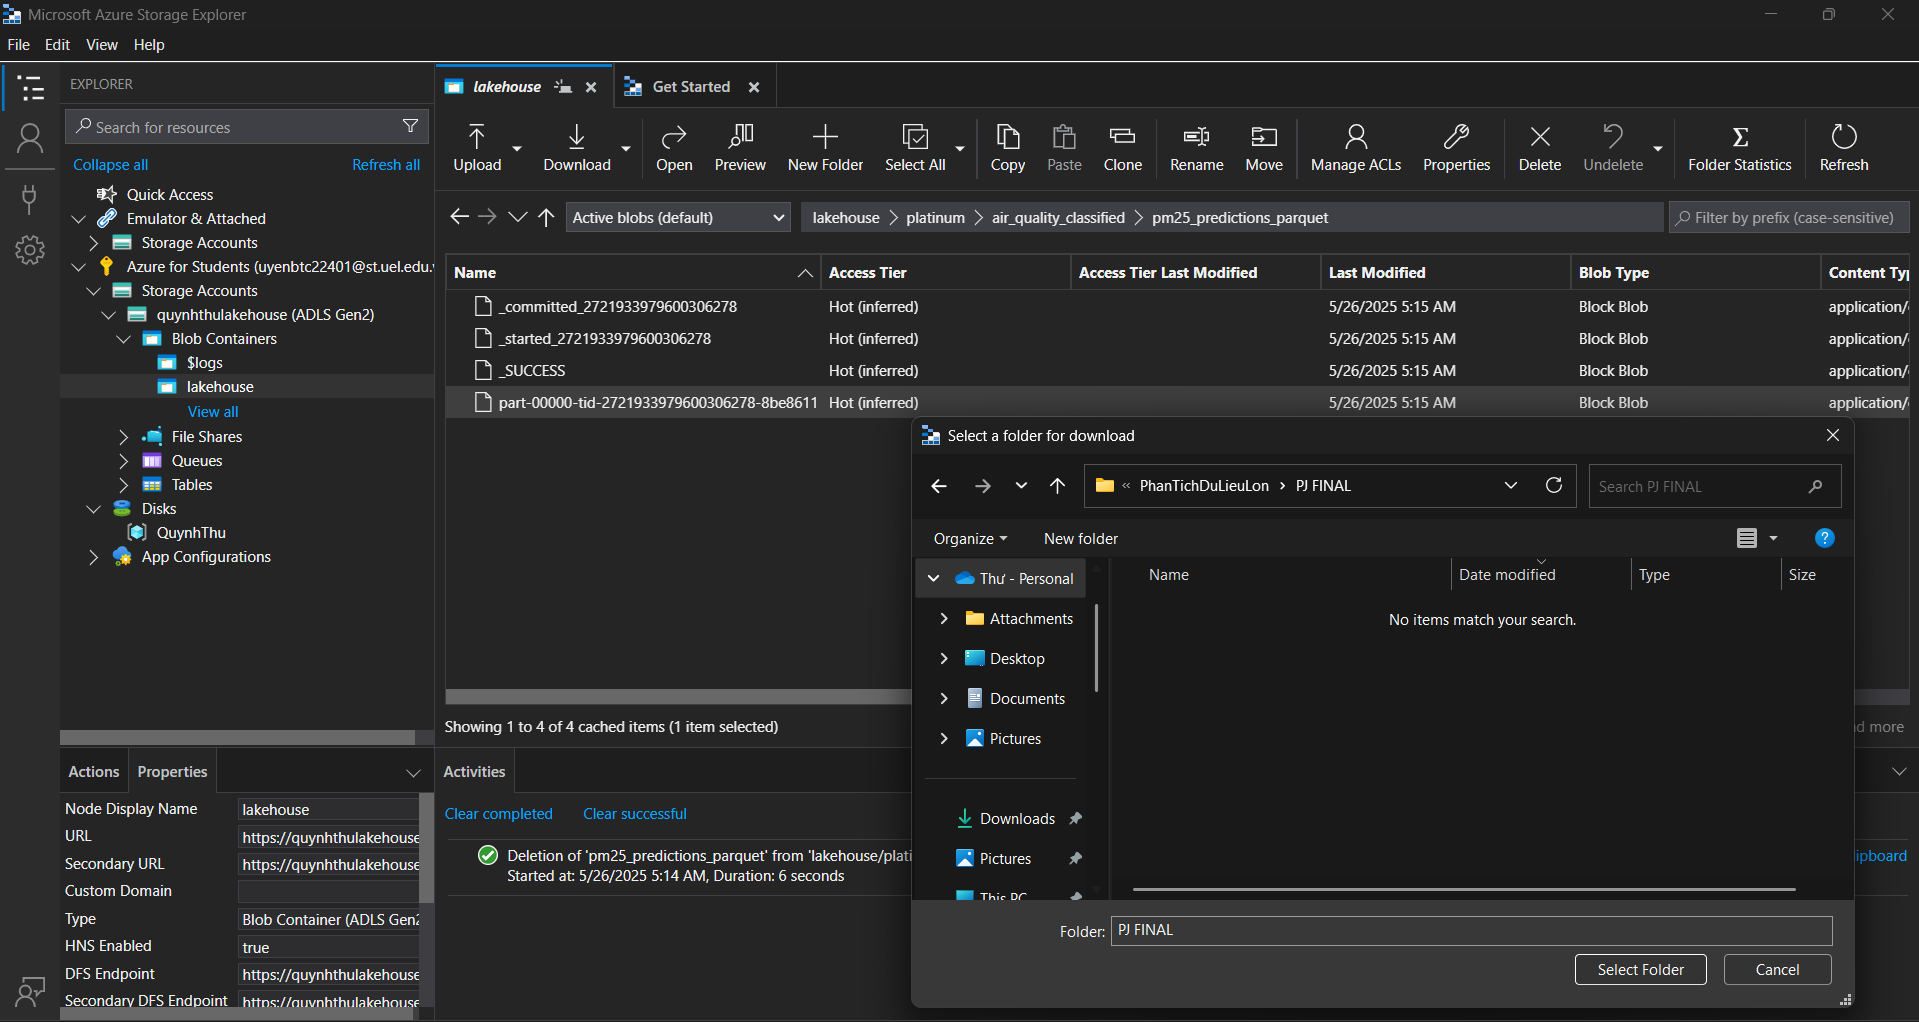 Microsoft Azure Storage Explorer
File Edit View Help
EXPLORER
Search for resources
Collapse all Refresh all
Quick Access
Emulator & Attached
Storage Accounts
Azure for Students (uyenbtc22401@st.uel.edu.
Storage Accounts
quynhthulakehouse (ADLS Gen2)
Blob Containers
$logs
lakehouse
View all
File Shares
Queues
Tables
Disks
QuynhThu
App Configurations
Actions Properties
Node Display Name lakehouse
URL https://quynhthulakehouse
Secondary URL https://quynhthulakehouse
Custom Domain
Type Blob Container (ADLS Gen2
HNS Enabled true
DFS Endpoint https://quynhthulakehouse
Secondary DFS Endpoint https://quynhthulakehouse
lakehouse Get Started
Upload Download Open Preview New Folder Select All Copy Paste Clone Rename Move Manage ACLs Properties Delete Undelete Folder Statistics Refresh
Active blobs (default) lakehouse > platinum > air_quality_classified > pm25_predictions_parquet Filter by prefix (case-sensitive)
Name Access Tier Access Tier Last Modified Last Modified Blob Type Content Typ
_committed_2721933979600306278 Hot (inferred) 5/26/2025 5:15 AM Block Blob application/
_started_2721933979600306278 Hot (inferred) 5/26/2025 5:15 AM Block Blob application/
_SUCCESS Hot (inferred) 5/26/2025 5:15 AM Block Blob application/
part-00000-tid-2721933979600306278-8be8611 Hot (inferred) 5/26/2025 5:15 AM Block Blob application/
Showing 1 to 4 of 4 cached items (1 item selected)
d more
Activities
Clear completed Clear successful
Deletion of 'pm25_predictions_parquet' from 'lakehouse/plati
Started at: 5/26/2025 5:14 AM, Duration: 6 seconds
ipboard
Select a folder for download
« PhanTichDuLieuLon > PJ FINAL Search PJ FINAL
Organize New folder ?
Name Date modified Type Size
No items match your search.
Thư - Personal
Attachments
Desktop
Documents
Pictures
Downloads
Pictures
This PC
Folder: PJ FINAL
Select Folder Cancel